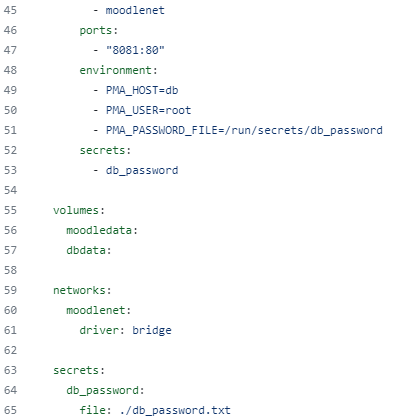 45 - moodlenet
46 ports:
47 - "8081:80"
48 environment:
49 - PMA_HOST=db
50 - PMA_USER=root
51 - PMA_PASSWORD_FILE=/run/secrets/db_password
52 secrets:
53 - db_password
54
55 volumes:
56 moodledata:
57 dbdata:
58
59 networks:
60 moodlenet:
61 driver: bridge
62
63 secrets:
64 db_password:
65 file: ./db_password.txt